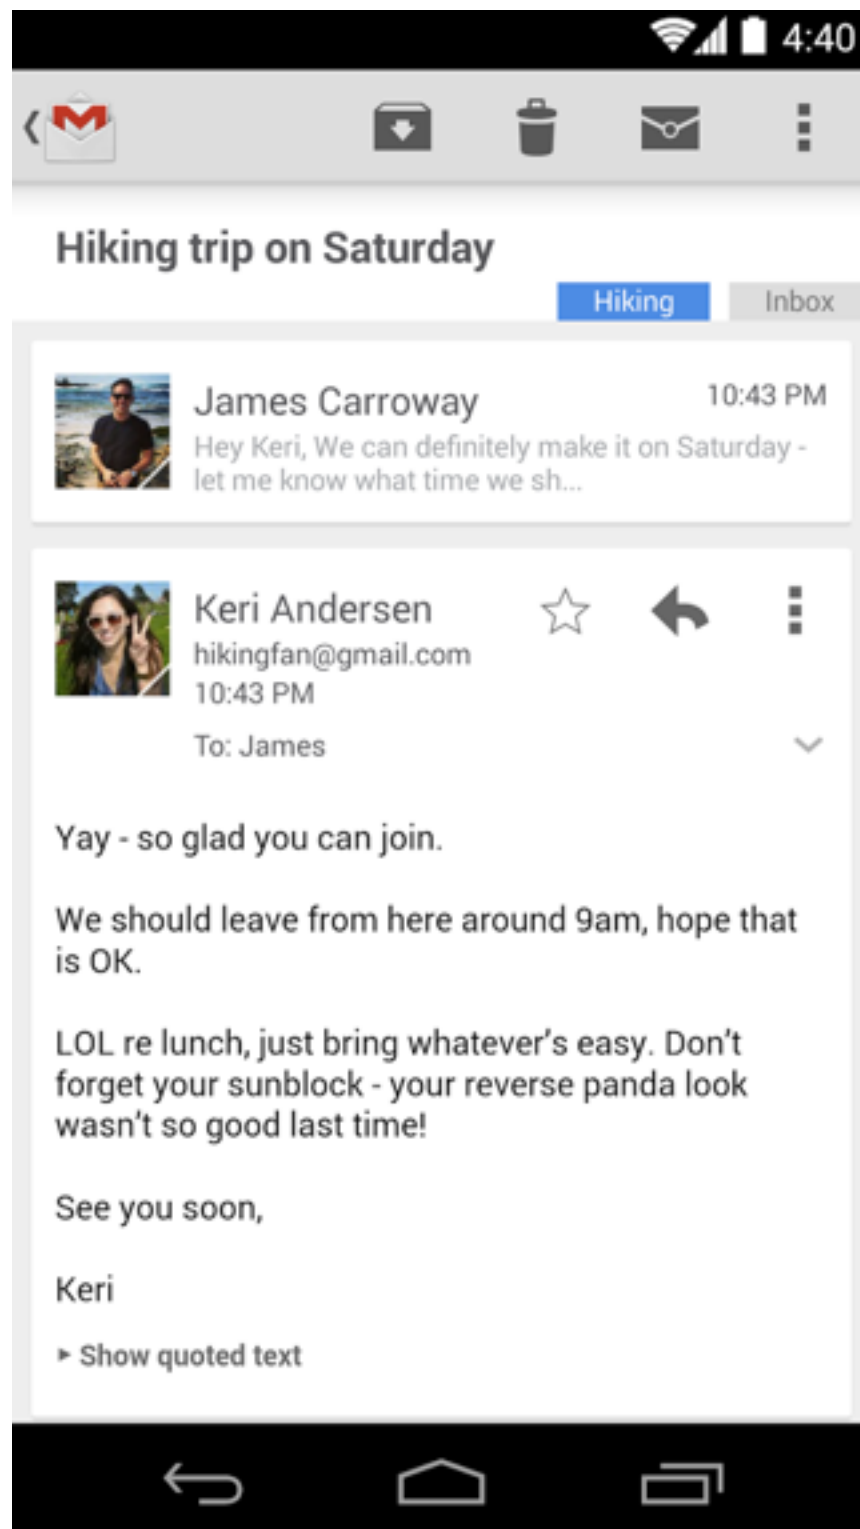 4:40
Hiking trip on Saturday
Hiking
Inbox
James Carroway
10:43 PM
Hey Keri, We can definitely make it on Saturday -
let me know what time we sh...
Keri Andersen
hikingfan@gmail.com
10:43 PM
To: James
Yay - so glad you can join.
We should leave from here around 9am, hope that
is OK.
LOL re lunch, just bring whatever’s easy. Don’t
forget your sunblock - your reverse panda look
wasn’t so good last time!
See you soon,
Keri
Show quoted text